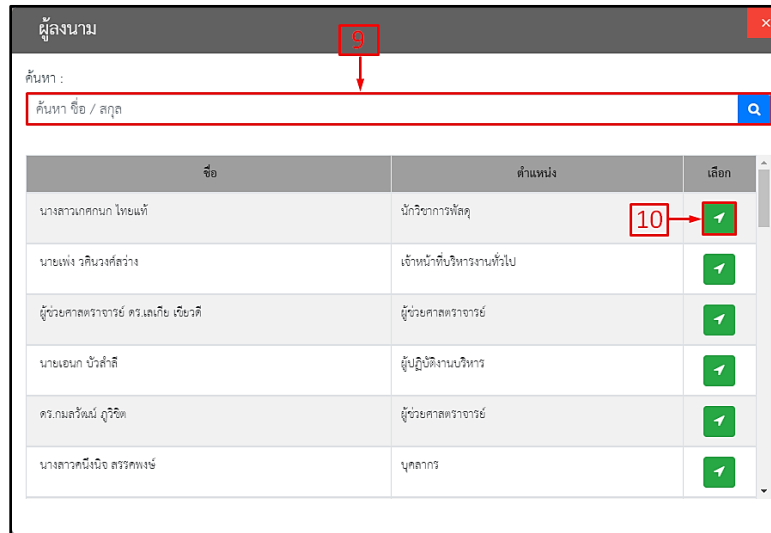 ผู้ลงนาม ×
9
ค้นหา :
ค้นหา ชื่อ / สกุล
ชื่อ ตำแหน่ง เลือก
นางสาวเกศกนก ไทยแท้ นักวิชาการพัสดุ 10
นายเพ่ง วศินวงศ์สว่าง เจ้าหน้าที่บริหารงานทั่วไป
ผู้ช่วยศาสตราจารย์ ดร.เลเกีย เขียวดี ผู้ช่วยศาสตราจารย์
นายเอนก บัวสำลี ผู้ปฏิบัติงานบริหาร
ดร.กมลวัฒน์ ภูวิชิต ผู้ช่วยศาสตราจารย์
นางสาวคนึงนิจ สรรคพงษ์ บุคลากร